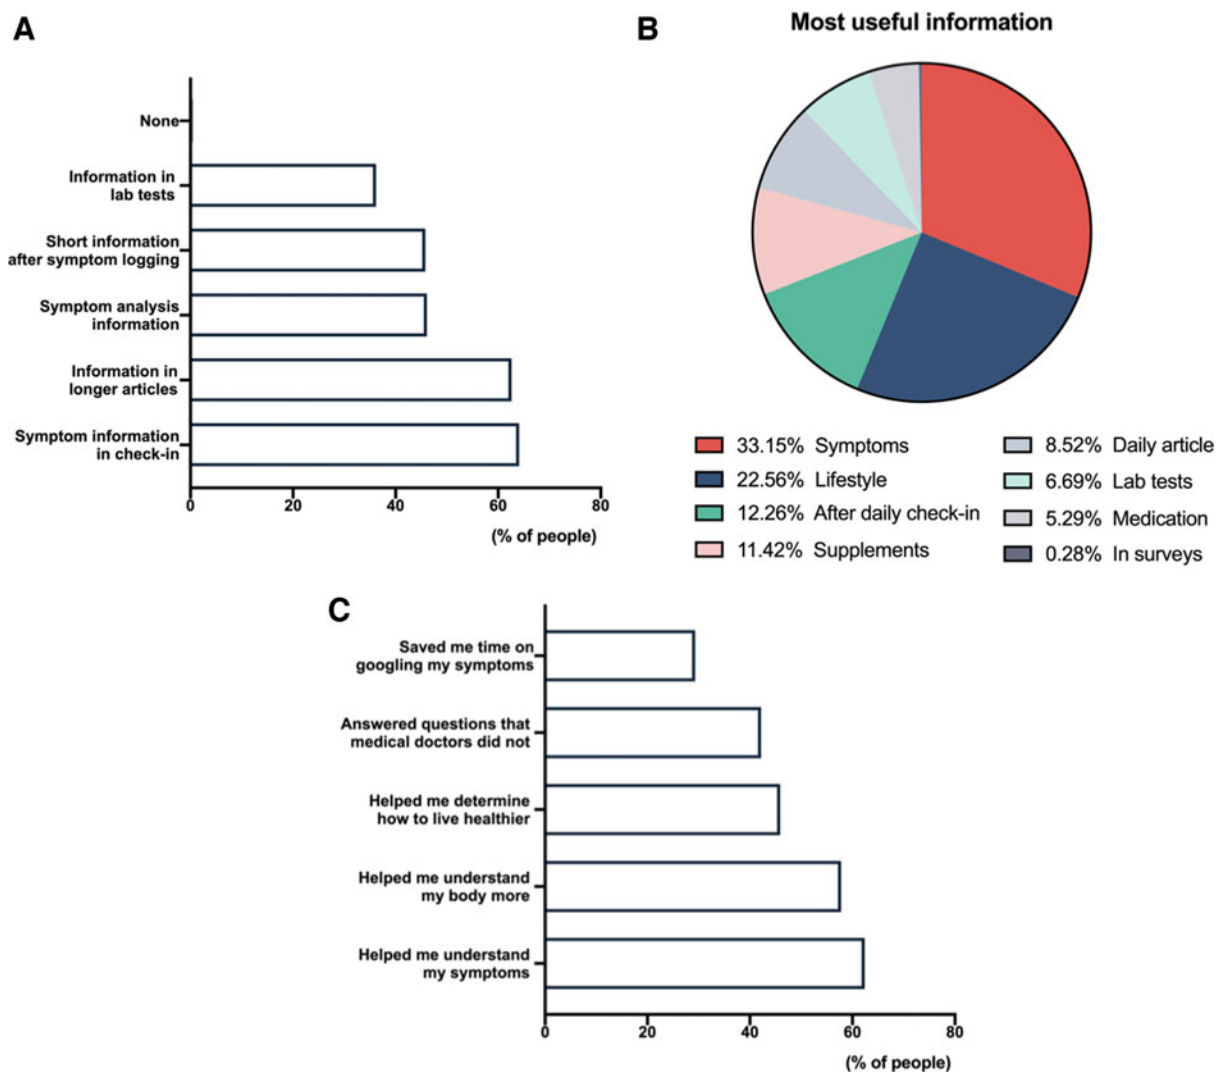 A
None
Information in
lab tests
Short information
after symptom logging
Symptom analysis
information
Information in
longer articles
Symptom information
in check-in
0 20 40 60 80
(% of people)
B
Most useful information
33.15% Symptoms
22.56% Lifestyle
12.26% After daily check-in
11.42% Supplements
8.52% Daily article
6.69% Lab tests
5.29% Medication
0.28% In surveys
C
Saved me time on
googling my symptoms
Answered questions that
medical doctors did not
Helped me determine
how to live healthier
Helped me understand
my body more
Helped me understand
my symptoms
0 20 40 60 80
(% of people)